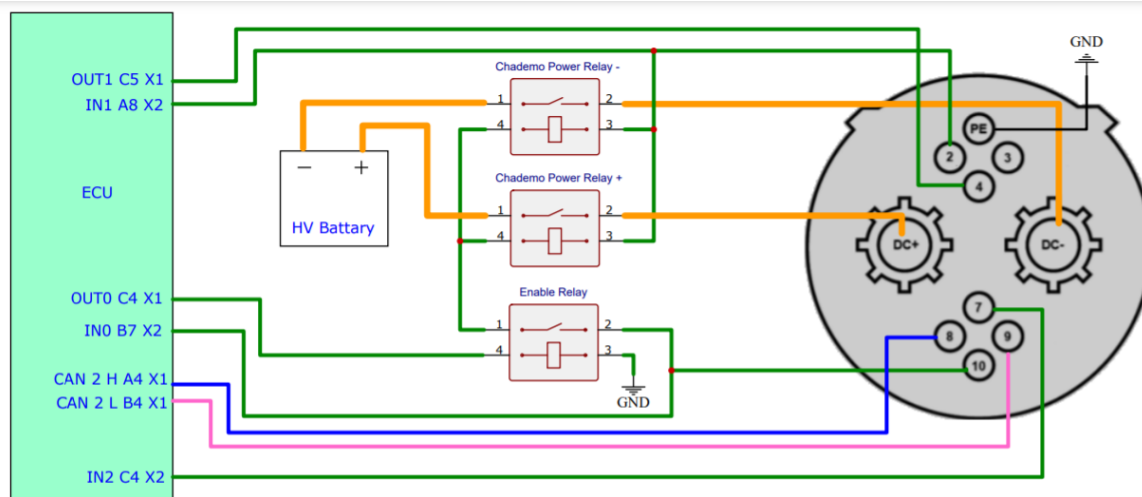 OUT1 C5 X1
IN1 A8 X2
ECU
OUT0 C4 X1
IN0 B7 X2
CAN 2 H A4 X1
CAN 2 L B4 X1
IN2 C4 X2
− +
HV Battary
Chademo Power Relay -
1 2
4 3
Chademo Power Relay +
1 2
4 3
Enable Relay
1 2
4 3
GND
GND
PE
2 3
4
DC+ DC-
7
8 9
10